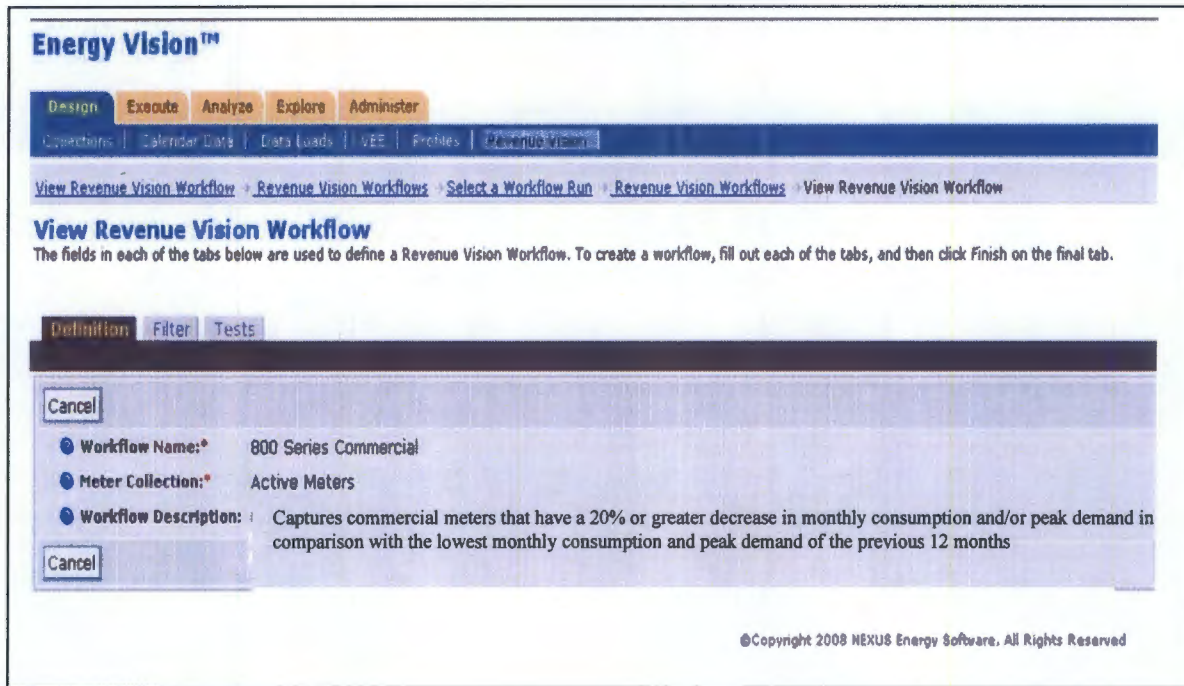 Energy Vision™
Design Execute Analyze Explore Administer
Collections | Calendar Data | Data Loads | VEE | Profiles | Revenue Vision
View Revenue Vision Workflow Revenue Vision Workflows Select a Workflow Run Revenue Vision Workflows View Revenue Vision Workflow
View Revenue Vision Workflow
The fields in each of the tabs below are used to define a Revenue Vision Workflow. To create a workflow, fill out each of the tabs, and then click Finish on the final tab.
Definition Filter Tests
Cancel
Workflow Name:* 800 Series Commercial
Meter Collection:* Active Meters
Workflow Description: Captures commercial meters that have a 20% or greater decrease in monthly consumption and/or peak demand in
comparison with the lowest monthly consumption and peak demand of the previous 12 months
Cancel
©Copyright 2008 NEXUS Energy Software, All Rights Reserved